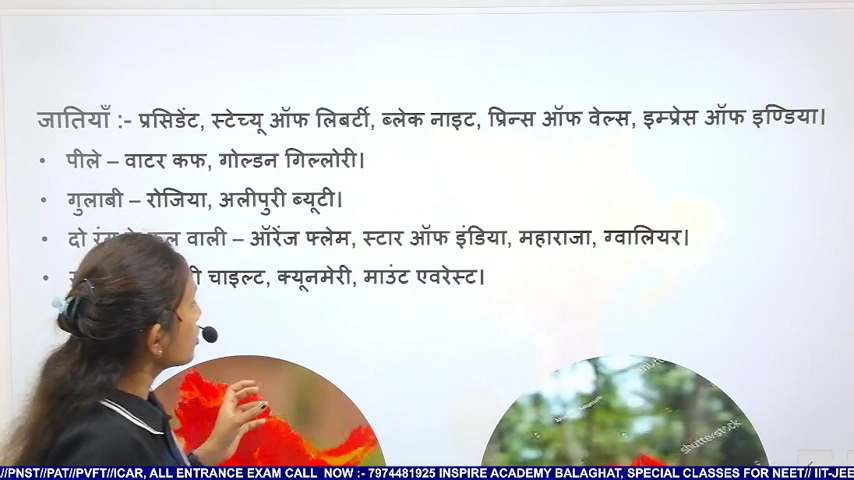 जातियाँ :- प्रसिडेंट, स्टेच्यू ऑफ लिबर्टी, ब्लेक नाइट, प्रिन्स ऑफ वेल्स, इम्प्रेस ऑफ इण्डिया।
• पीले – वाटर कफ, गोल्डन गिल्लोरी।
• गुलाबी – रोजिया, अलीपुरी ब्यूटी।
• दो वाली – ऑरेंज फ्लेम, स्टार ऑफ इंडिया, महाराजा, ग्वालियर।
• चाइल्ट, क्यूनमेरी, माउंट एवरेस्ट।
shutterstock
//PNST//PAT//PVFT//ICAR, ALL ENTRANCE EXAM CALL NOW :- 7974481925 INSPIRE ACADEMY BALAGHAT, SPECIAL CLASSES FOR NEET// IIT-JEE